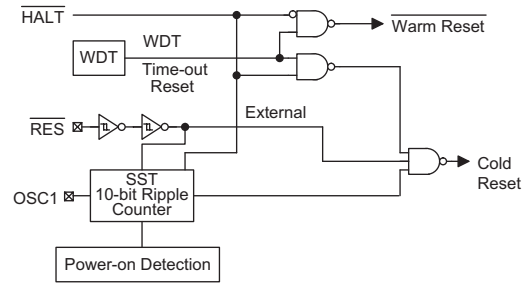 HALT
WDT
WDT
Time-out
Reset
Warm Reset
RES
External
Cold
Reset
OSC1
SST
10-bit Ripple
Counter
Power-on Detection